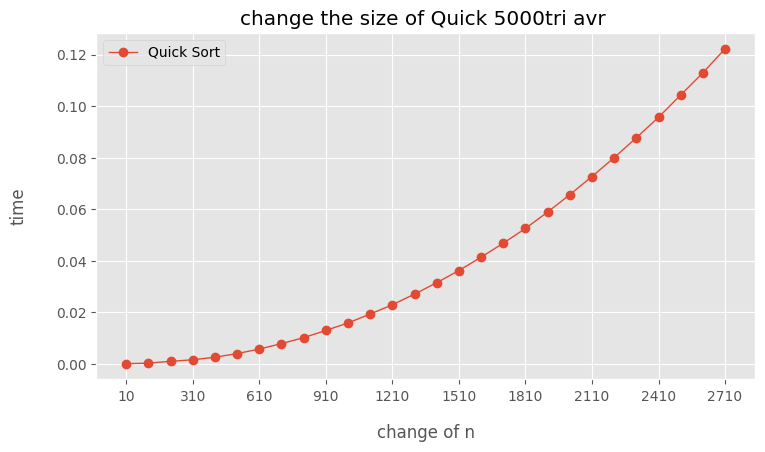 change the size of Quick 5000tri avr
Quick Sort
0.12
0.10
0.08
0.06
0.04
0.02
0.00
time
10 310 610 910 1210 1510 1810 2110 2410 2710
change of n